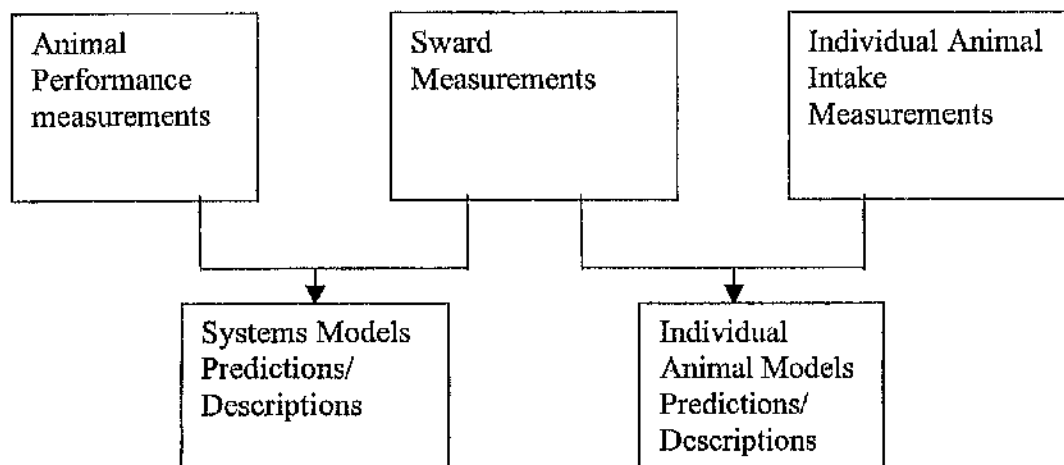 Animal
Performance
measurements
Sward
Measurements
Individual Animal
Intake
Measurements
Systems Models
Predictions/
Descriptions
Individual
Animal Models
Predictions/
Descriptions